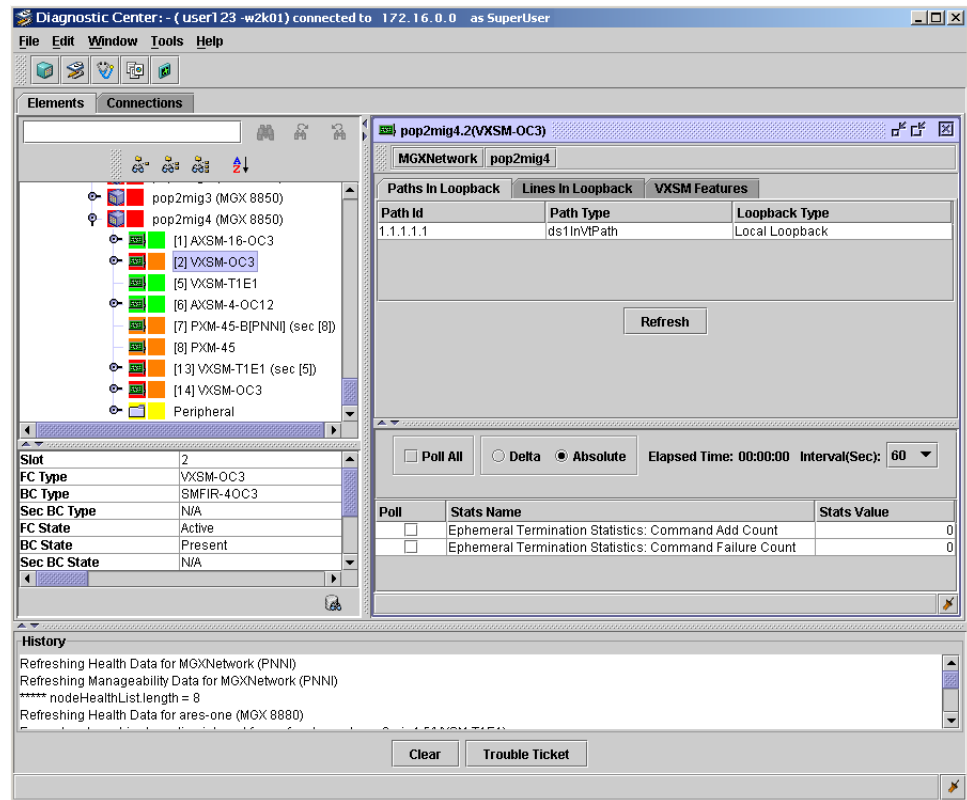 Diagnostic Center: - ( user123 -w2k01) connected to 172.16.0.0 as SuperUser
File Edit Window Tools Help
Elements Connections
pop2mig3 (MGX 8850)
pop2mig4 (MGX 8850)
[1] AXSM-16-OC3
[2] VXSM-OC3
[5] VXSM-T1E1
[6] AXSM-4-OC12
[7] PXM-45-B[PNNI] (sec [8])
[8] PXM-45
[13] VXSM-T1E1 (sec [5])
[14] VXSM-OC3
Peripheral
Slot 2
FC Type VXSM-OC3
BC Type SMFIR-4OC3
Sec BC Type N/A
FC State Active
BC State Present
Sec BC State N/A
pop2mig4.2(VXSM-OC3)
MGXNetwork pop2mig4
Paths In Loopback Lines In Loopback VXSM Features
Path Id Path Type Loopback Type
1.1.1.1.1 ds1InVtPath Local Loopback
Refresh
Poll All Delta Absolute Elapsed Time: 00:00:00 Interval(Sec): 60
Poll Stats Name Stats Value
Ephemeral Termination Statistics: Command Add Count 0
Ephemeral Termination Statistics: Command Failure Count 0
History
Refreshing Health Data for MGXNetwork (PNNI)
Refreshing Manageability Data for MGXNetwork (PNNI)
***** nodeHealthList.length = 8
Refreshing Health Data for ares-one (MGX 8880)
Clear Trouble Ticket